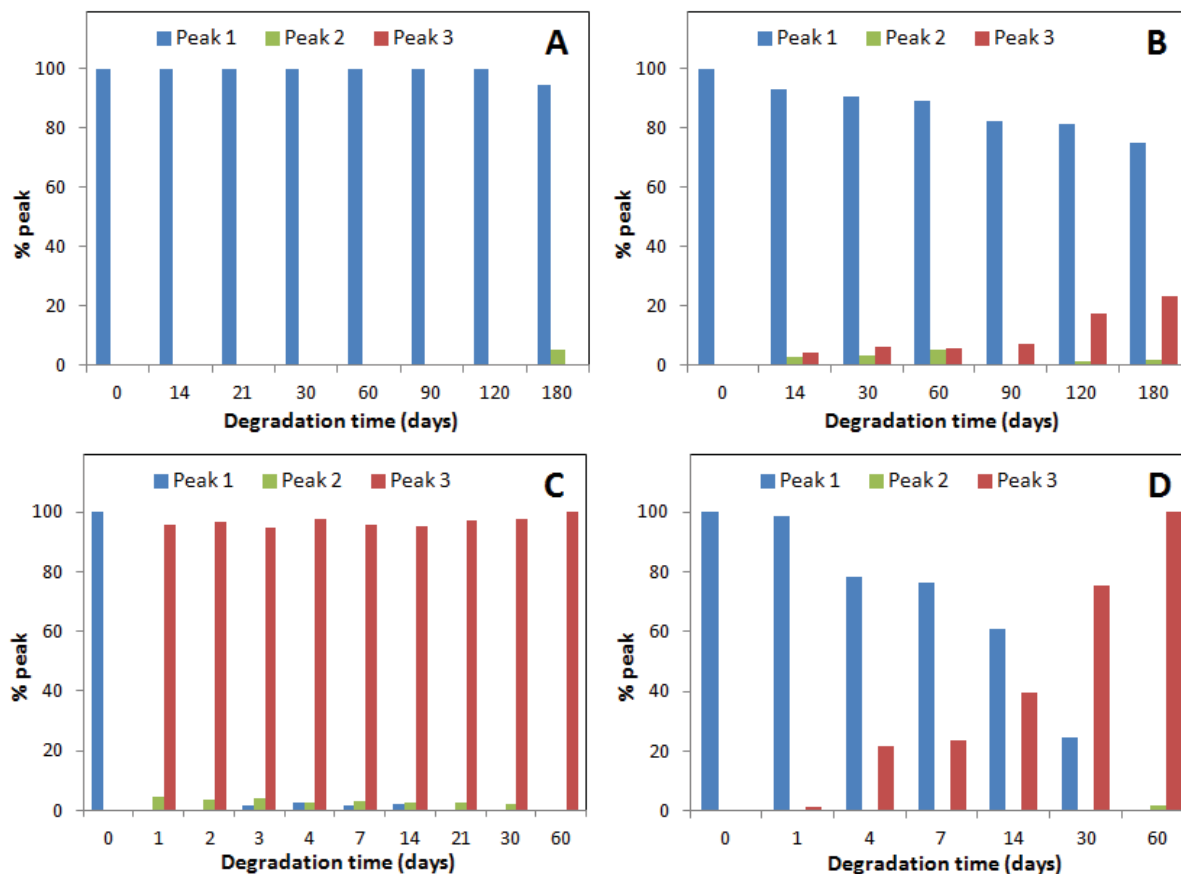 Peak 1 Peak 2 Peak 3 A
100
80
60
40
20
0
% peak
0 14 21 30 60 90 120 180
Degradation time (days)
Peak 1 Peak 2 Peak 3 B
100
80
60
40
20
0
% peak
0 14 30 60 90 120 180
Degradation time (days)
Peak 1 Peak 2 Peak 3 C
100
80
60
40
20
0
% peak
0 1 2 3 4 7 14 21 30 60
Degradation time (days)
Peak 1 Peak 2 Peak 3 D
100
80
60
40
20
0
% peak
0 1 4 7 14 30 60
Degradation time (days)